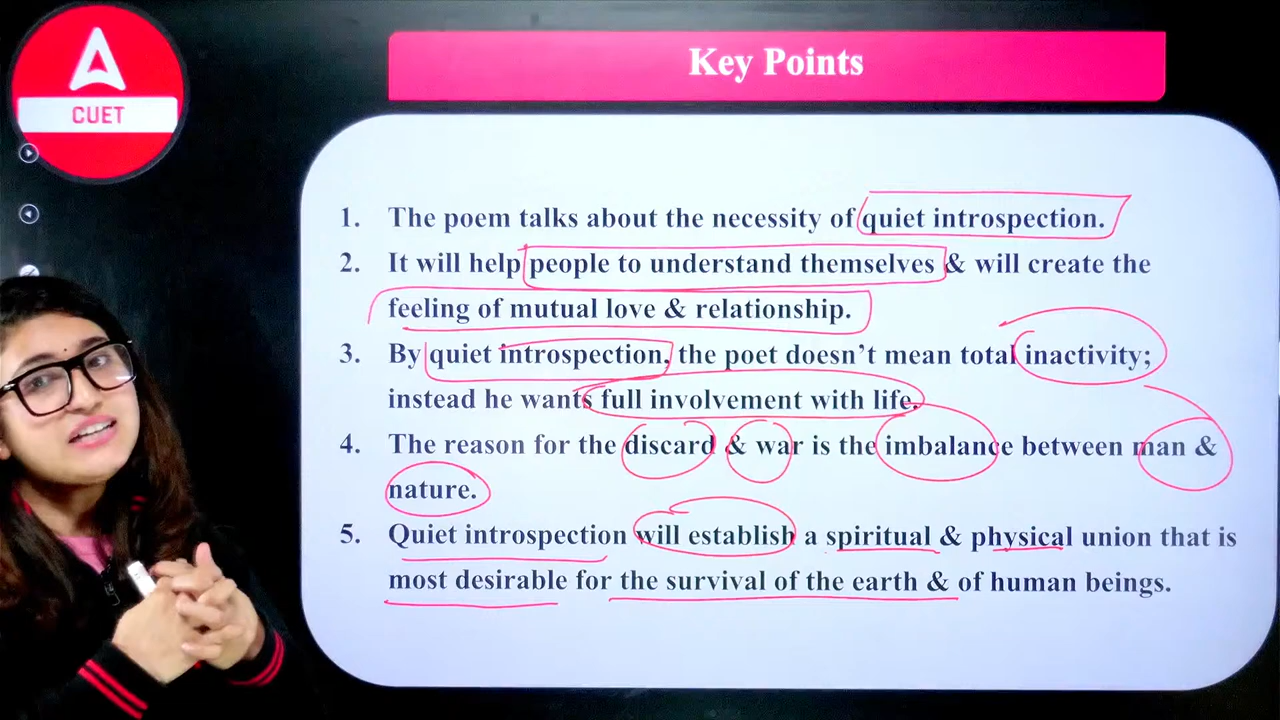 CUET
Key Points
1. The poem talks about the necessity of quiet introspection.
2. It will help people to understand themselves & will create the
feeling of mutual love & relationship.
3. By quiet introspection, the poet doesn't mean total inactivity;
instead he wants full involvement with life.
4. The reason for the discard & war is the imbalance between man &
nature.
5. Quiet introspection will establish a spiritual & physical union that is
most desirable for the survival of the earth & of human beings.